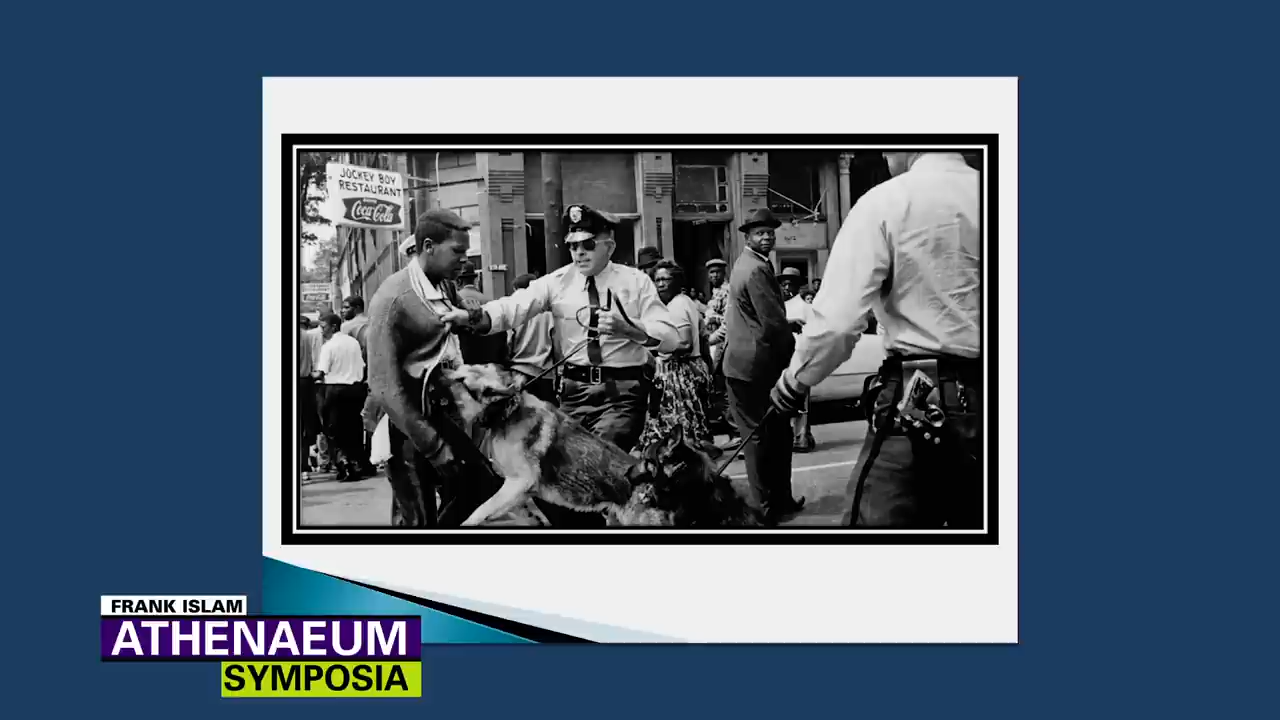 JOCKEY BOY
RESTAURANT
Coca-Cola
FRANK ISLAM
ATHENAEUM
SYMPOSIA